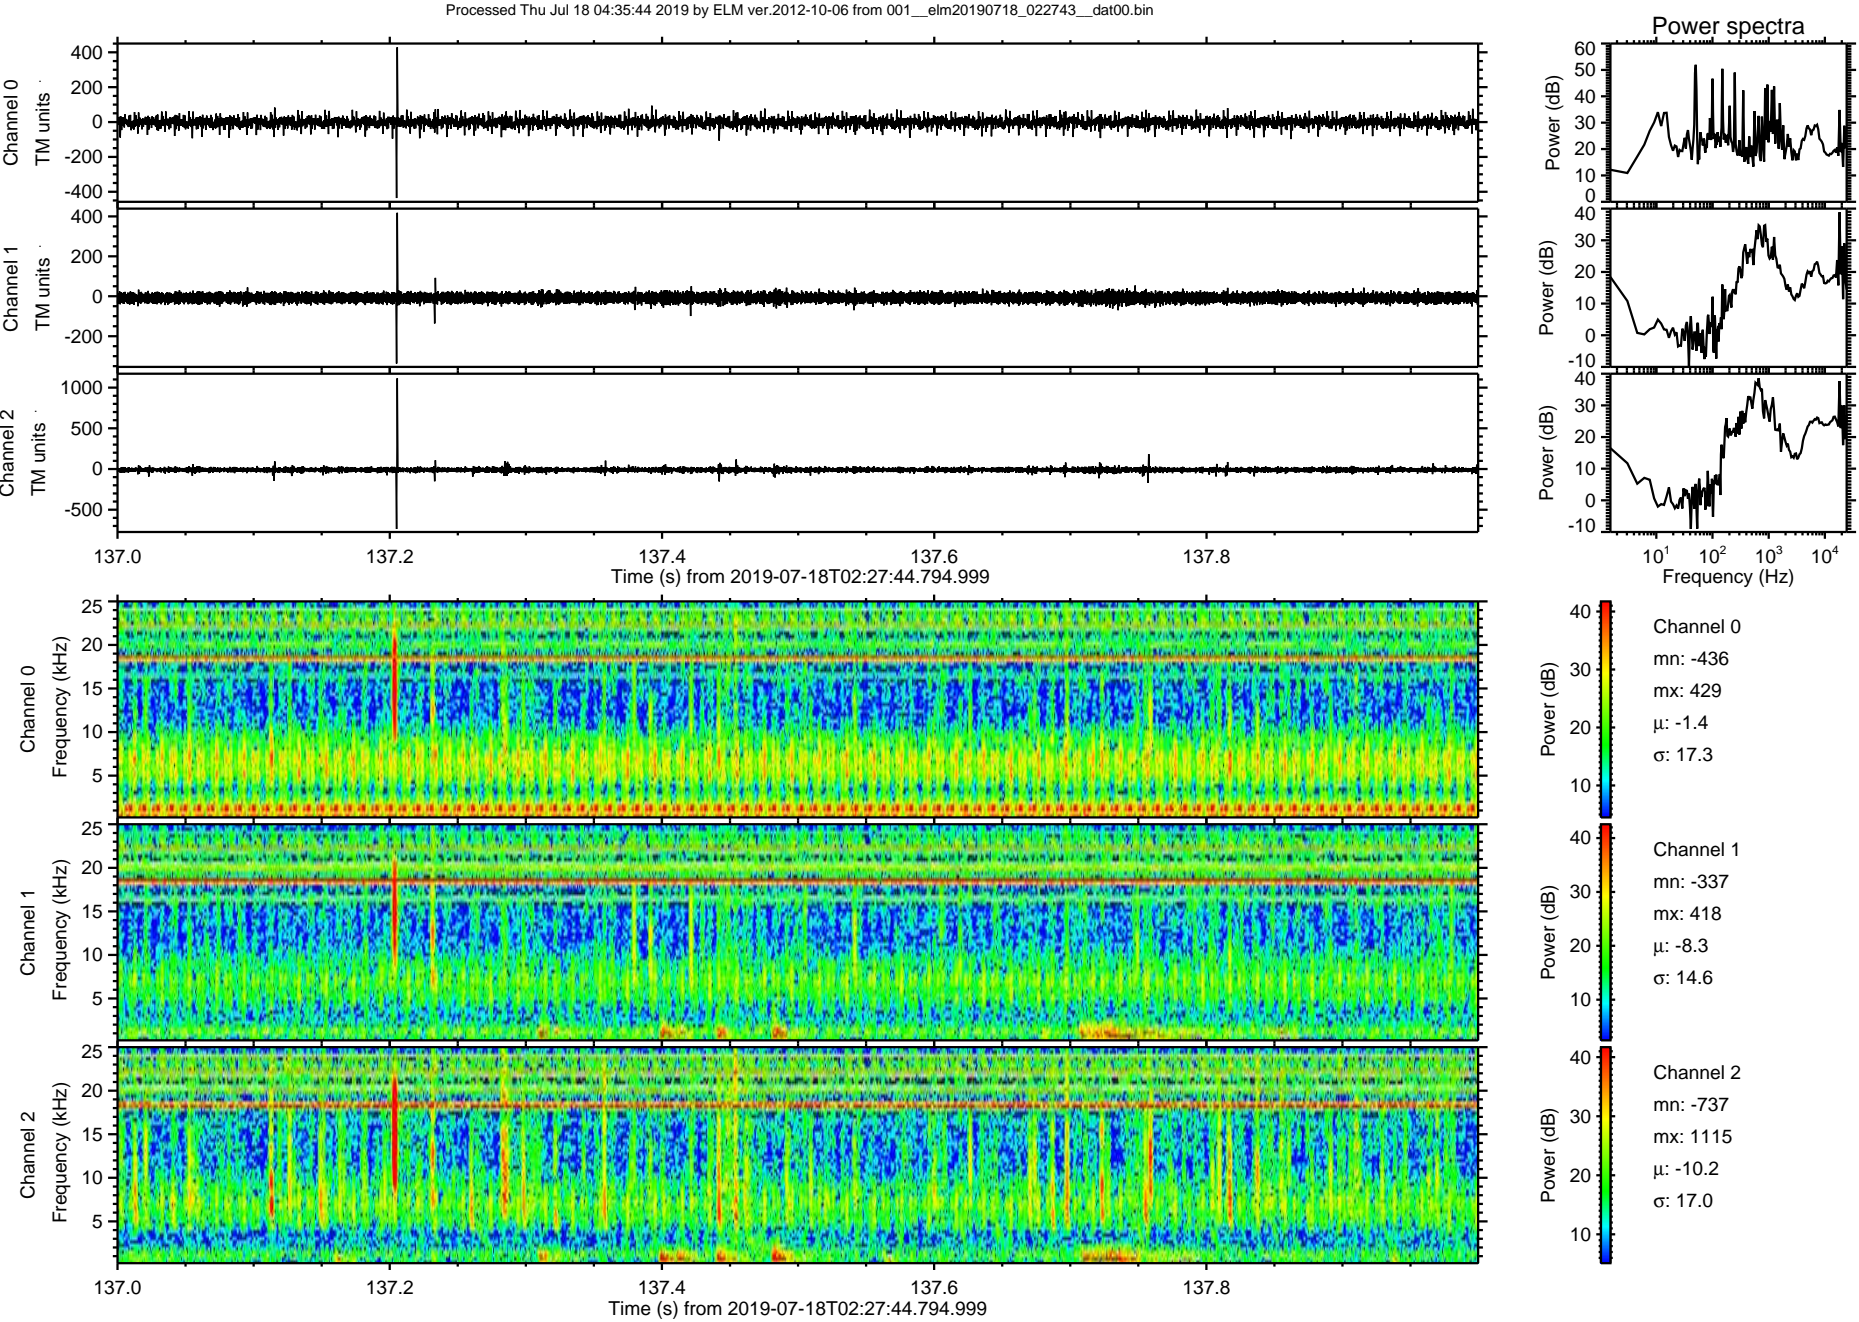 Processed Thu Jul 18 04:35:44 2019 by ELM ver.2012-10-06 from 001__elm20190718_022743__dat00.bin
Power spectra
Channel 0
TM units
400
200
0
-200
-400
Power (dB)
60
50
40
30
20
10
0
Channel 1
TM units
400
200
0
-200
Power (dB)
40
30
20
10
0
-10
Channel 2
TM units
1000
500
0
-500
Power (dB)
40
30
20
10
0
-10
137.0 137.2 137.4 137.6 137.8
Time (s) from 2019-07-18T02:27:44.794.999
10¹ 10² 10³ 10⁴
Frequency (Hz)
Channel 0
Frequency (kHz)
25
20
15
10
5
Power (dB)
40
30
20
10
Channel 0
mn: -436
mx: 429
μ: -1.4
σ: 17.3
Channel 1
Frequency (kHz)
25
20
15
10
5
Power (dB)
40
30
20
10
Channel 1
mn: -337
mx: 418
μ: -8.3
σ: 14.6
Channel 2
Frequency (kHz)
25
20
15
10
5
Power (dB)
40
30
20
10
Channel 2
mn: -737
mx: 1115
μ: -10.2
σ: 17.0
137.0 137.2 137.4 137.6 137.8
Time (s) from 2019-07-18T02:27:44.794.999